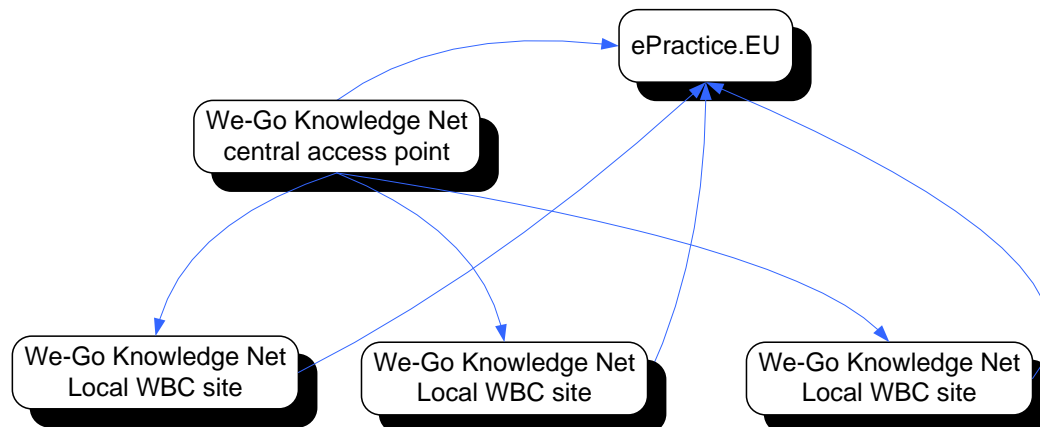 ePractice.EU
We-Go Knowledge Net
central access point
We-Go Knowledge Net
Local WBC site
We-Go Knowledge Net
Local WBC site
We-Go Knowledge Net
Local WBC site